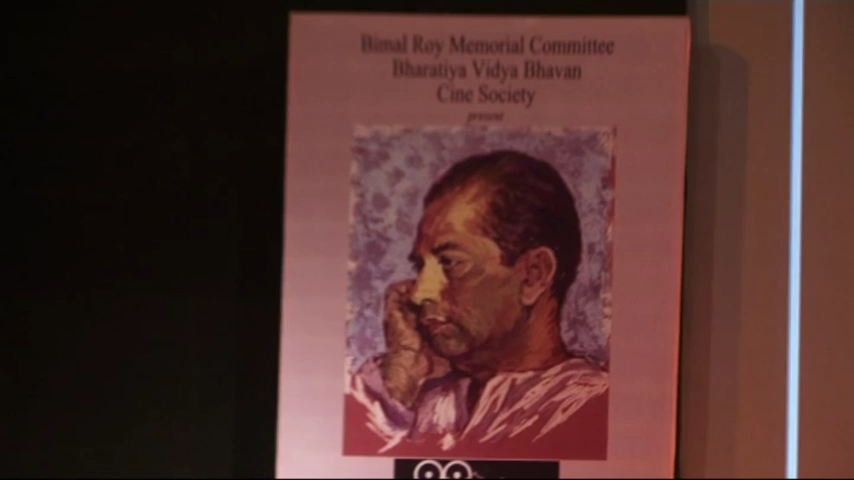 Bimal Roy Memorial Committee
Bharatiya Vidya Bhavan
Cine Society
present